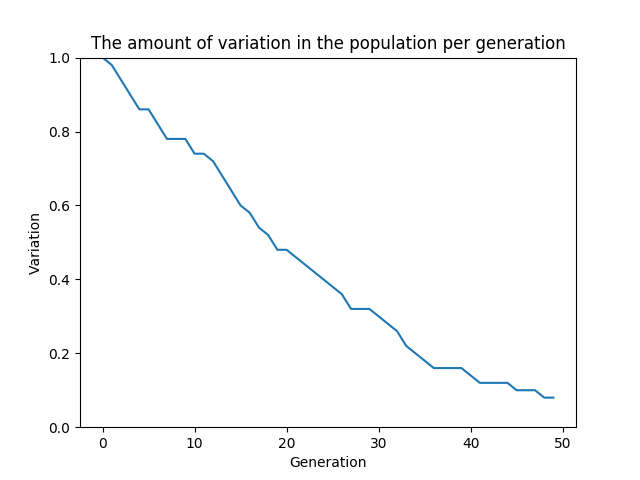 The amount of variation in the population per generation
1.0
0.8
0.6
0.4
0.2
0.0
Variation
0 10 20 30 40 50
Generation